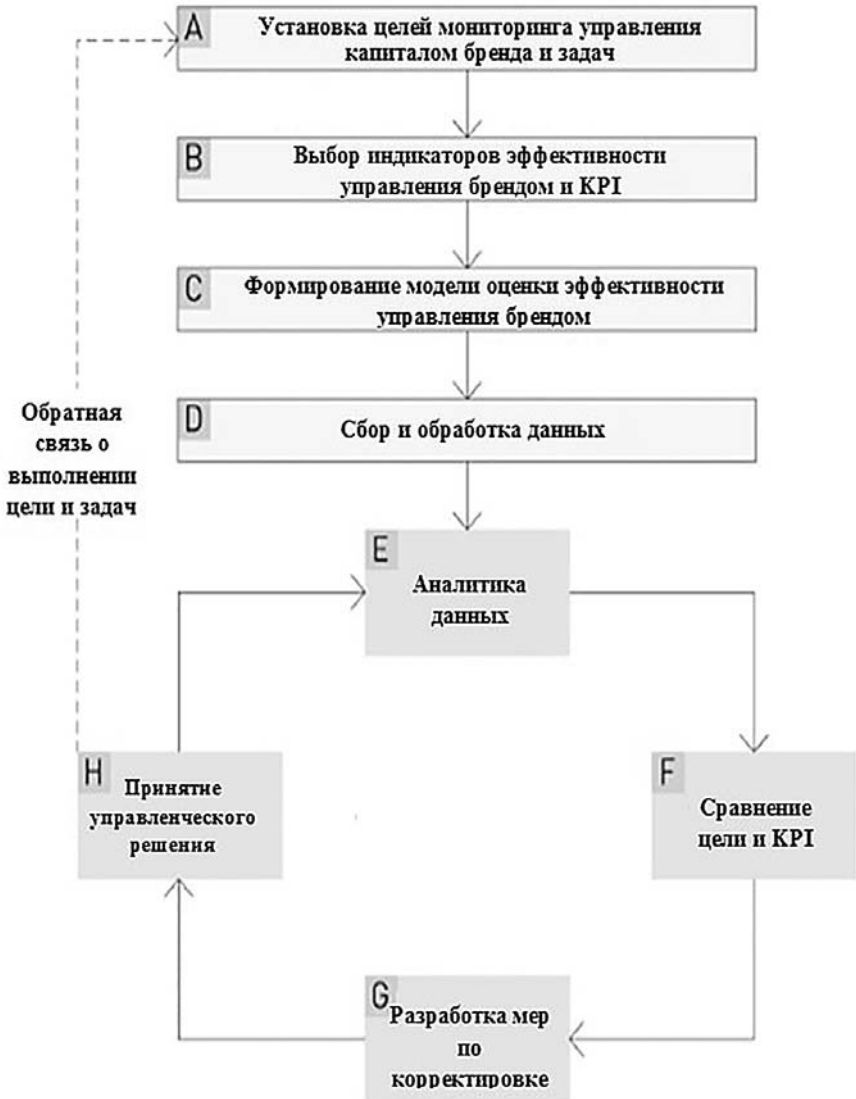 A
Установка целей мониторинга управления
капиталом бренда и задач
B
Выбор индикаторов эффективности
управления брендом и KPI
C
Формирование модели оценки эффективности
управления брендом
D
Сбор и обработка данных
Обратная
связь о
выполнении
цели и задач
E
Аналитика
данных
H
Принятие
управленческого
решения
F
Сравнение
цели и KPI
G
Разработка мер
по
корректировке